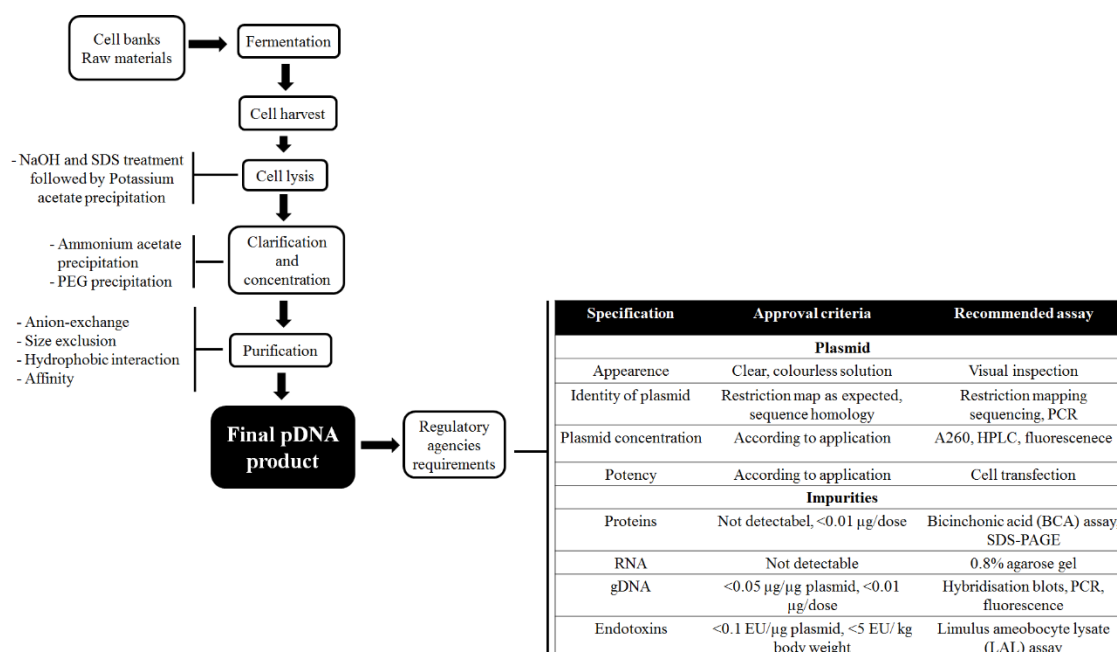 Cell banks
Raw materials
Fermentation
Cell harvest
- NaOH and SDS treatment
followed by Potassium
acetate precipitation
Cell lysis
- Ammonium acetate
precipitation
- PEG precipitation
Clarification
and
concentration
- Anion-exchange
- Size exclusion
- Hydrophobic interaction
- Affinity
Purification
Final pDNA
product
Regulatory
agencies
requirements
Specification Approval criteria Recommended assay
Plasmid
Appearence Clear, colourless solution Visual inspection
Identity of plasmid Restriction map as expected, Restriction mapping
sequence homology sequencing, PCR
Plasmid concentration According to application A260, HPLC, fluorescenece
Potency According to application Cell transfection
Impurities
Proteins Not detectabel, <0.01 µg/dose Bicinchonic acid (BCA) assay,
SDS-PAGE
RNA Not detectable 0.8% agarose gel
gDNA <0.05 µg/µg plasmid, <0.01 Hybridisation blots, PCR,
µg/dose fluorescence
Endotoxins <0.1 EU/µg plasmid, <5 EU/ kg Limulus ameobocyte lysate
body weight (LAL) assay